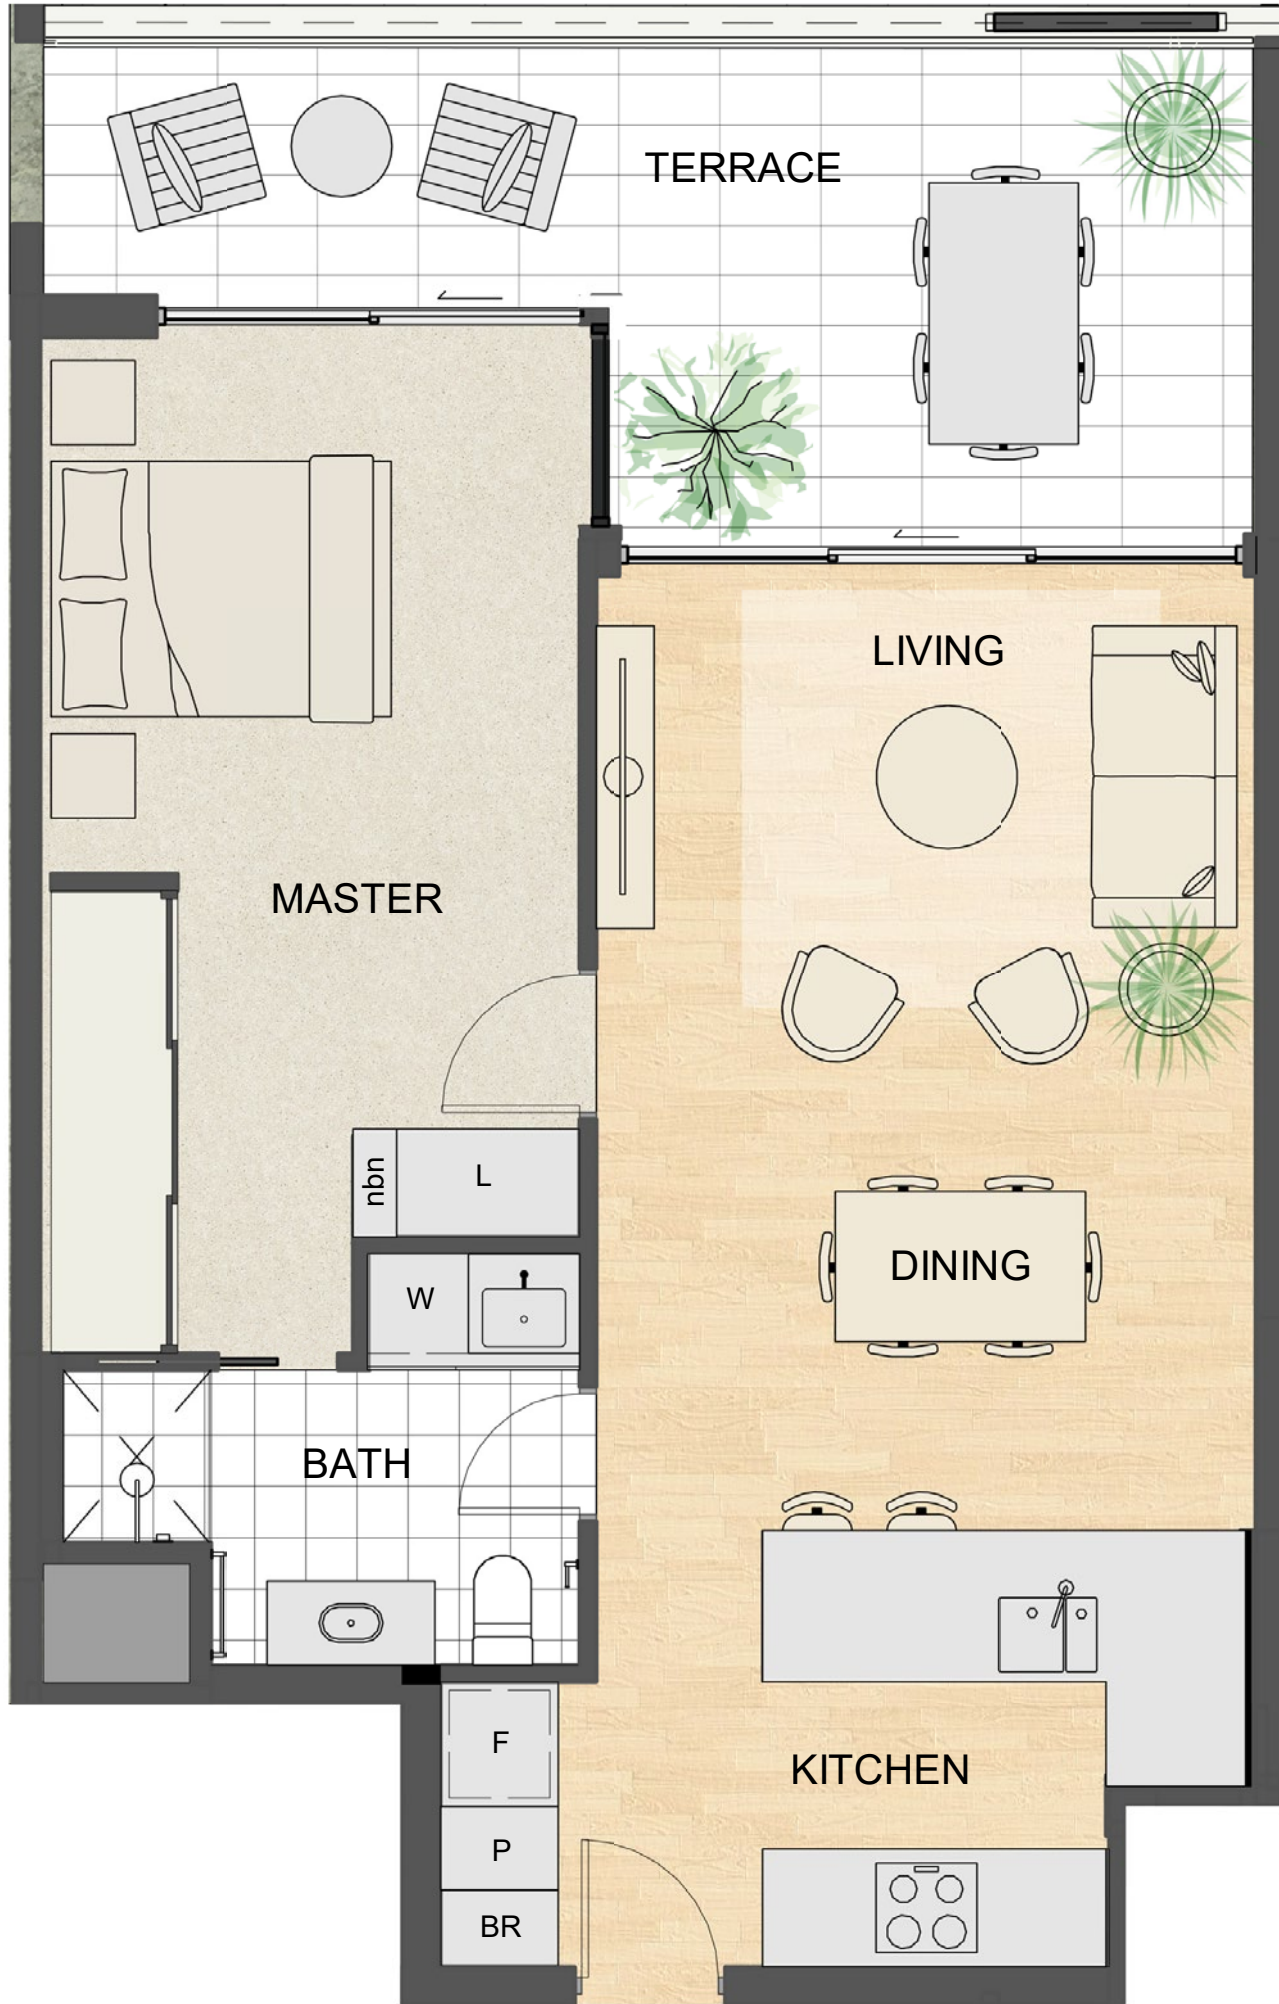 TERRACE
LIVING
MASTER
nbn
L
DINING
W
BATH
F
KITCHEN
P
BR